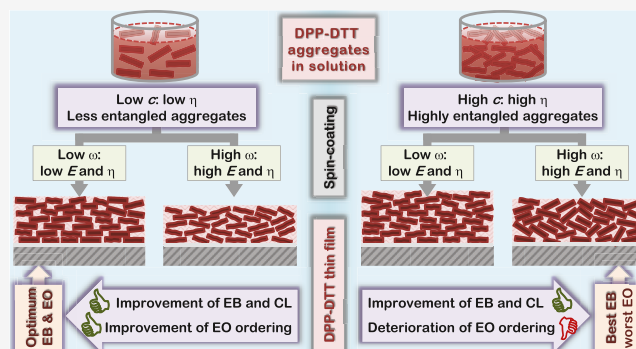 DPP-DTT
aggregates
in solution
Low c: low η
Less entangled aggregates
High c: high η
Highly entangled aggregates
Low ω:
low E and η
High ω:
high E and η
Spin-coating
Low ω:
low E and η
High ω:
high E and η
DPP-DTT thin film
Optimum
EB & EO
Improvement of EB and CL
Improvement of EO ordering
Improvement of EB and CL
Deterioration of EO ordering
Best EB
worst EO